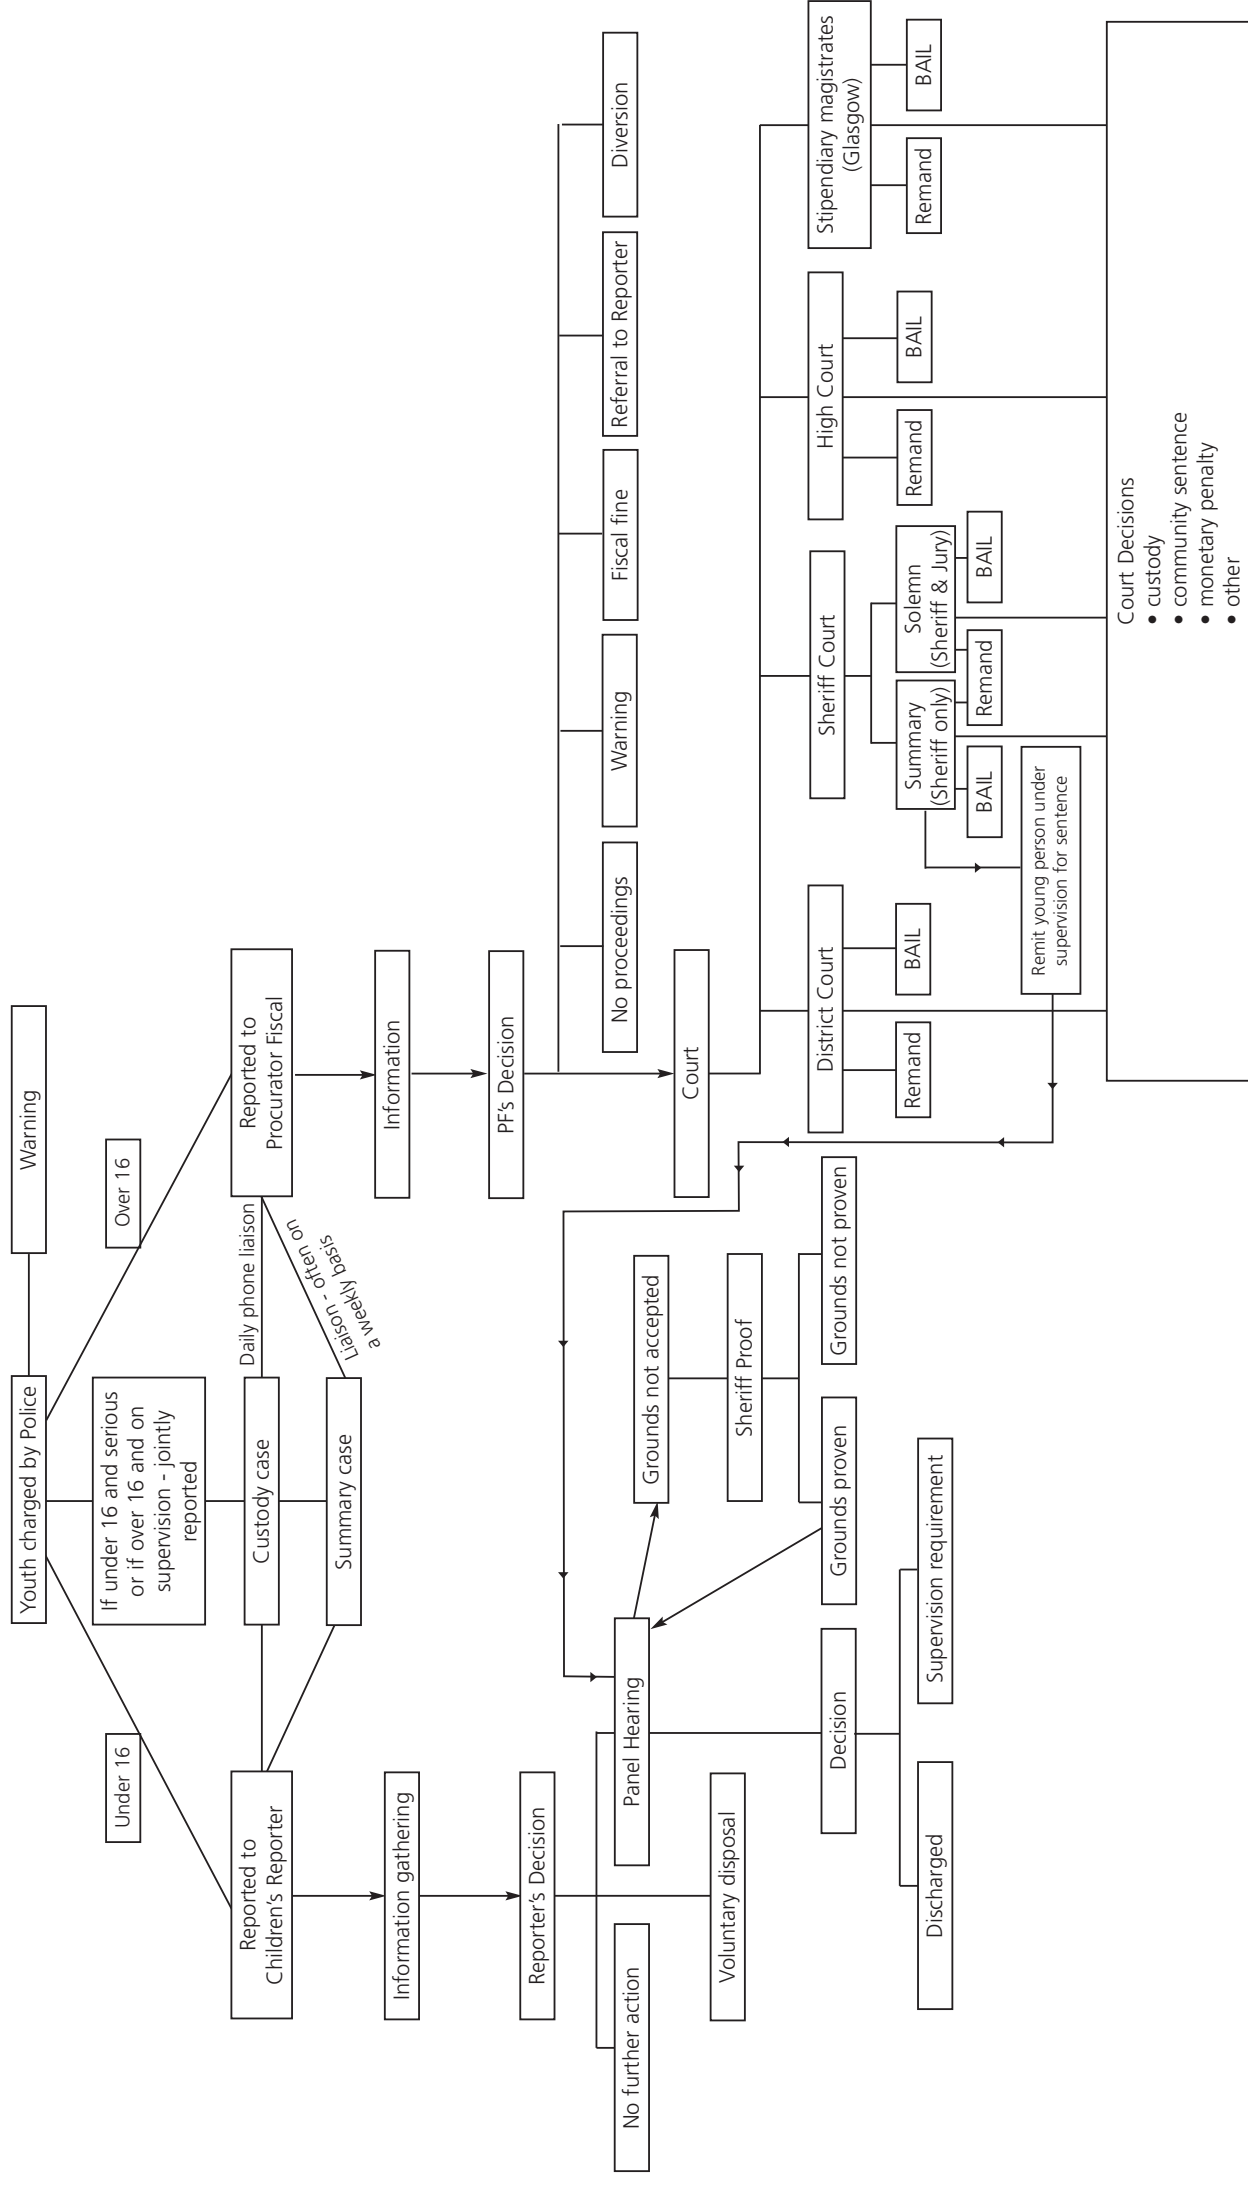 Youth charged by Police
Warning
Under 16
If under 16 and serious
or if over 16 and on
supervision - jointly
reported
Over 16
Reported to
Children's Reporter
Custody case
Daily phone liaison
Reported to
Procurator Fiscal
Summary case
Liaison - often on
a weekly basis
Information gathering
Information
Reporter's Decision
PF's Decision
No further action
Panel Hearing
Grounds not accepted
No proceedings
Warning
Fiscal fine
Referral to Reporter
Diversion
Voluntary disposal
Sheriff Proof
Court
Decision
Grounds proven
Grounds not proven
District Court
Sheriff Court
High Court
Stipendiary magistrates
(Glasgow)
Discharged
Supervision requirement
Remand
BAIL
Summary
(Sheriff only)
Solemn
(Sheriff & Jury)
Remand
BAIL
Remand
BAIL
BAIL
Remand
BAIL
Remit young person under
supervision for sentence
Court Decisions
• custody
• community sentence
• monetary penalty
• other